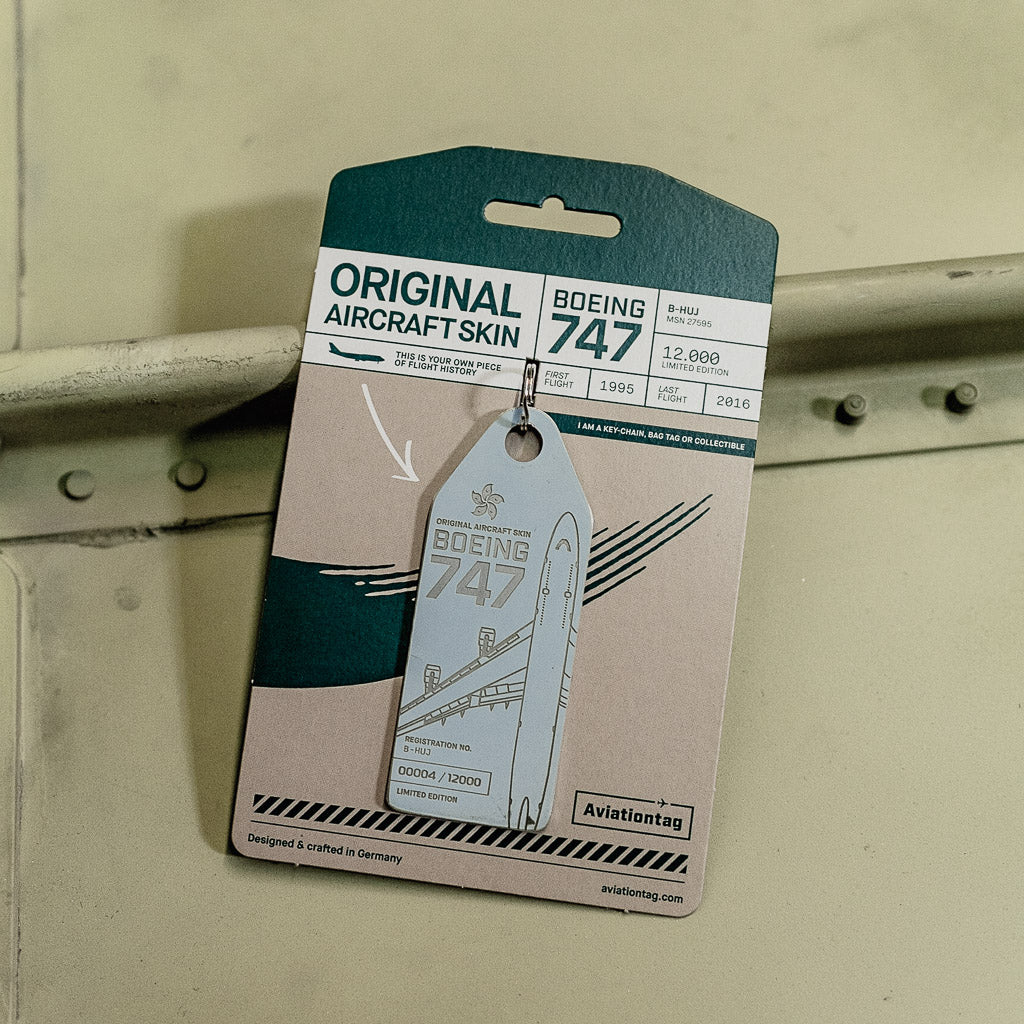 ORIGINAL
AIRCRAFT SKIN
THIS IS YOUR OWN PIECE
OF FLIGHT HISTORY
BOEING
747
B-HUJ
MSN 27595
12.000
LIMITED EDITION
FIRST
FLIGHT
1995
LAST
FLIGHT
2016
I AM A KEY-CHAIN, BAG TAG OR COLLECTIBLE
ORIGINAL AIRCRAFT SKIN
BOEING
747
REGISTRATION NO.
B-HUJ
00004 / 12000
LIMITED EDITION
Aviationtag
Designed & crafted in Germany
aviationtag.com